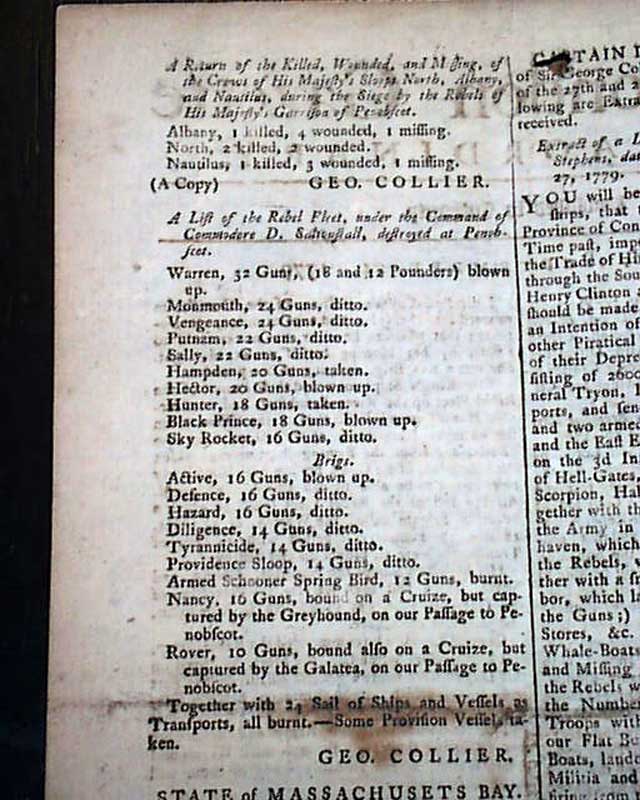 A Return of the Killed, Wounded, and Miſſing, of
the Crews of His Majeſty's Sloops North, Albany,
and Nautilus, during the Siege by the Rebels of
His Majeſty's Garriſon of Penobſcot.
Albany, 1 killed, 4 wounded, 1 miſſing.
North, 2 killed, 2 wounded.
Nautilus, 1 killed, 3 wounded, 1 miſſing.
(A Copy) GEO. COLLIER.
A Liſt of the Rebel Fleet, under the Command of
Commodore D. Saltonſtall, deſtroyed at Penob-
ſcot.
Warren, 32 Guns, (18 and 12 Pounders) blown
up.
Monmouth, 24 Guns, ditto.
Vengeance, 24 Guns, ditto.
Putnam, 22 Guns, ditto.
Sally, 22 Guns, ditto.
Hampden, 20 Guns, taken.
Hector, 20 Guns, blown up.
Hunter, 18 Guns, taken.
Black Prince, 18 Guns, blown up.
Sky Rocket, 16 Guns, ditto.
Brigs.
Active, 16 Guns, blown up.
Defence, 16 Guns, ditto.
Hazard, 16 Guns, ditto.
Diligence, 14 Guns, ditto.
Tyrannicide, 14 Guns, ditto.
Providence Sloop, 14 Guns, ditto.
Armed Schooner Spring Bird, 12 Guns, burnt.
Nancy, 16 Guns, bound on a Cruize, but cap-
tured by the Greyhound, on our Paſſage to Pe-
nobſcot.
Rover, 10 Guns, bound alſo on a Cruize, but
captured by the Galatea, on our Paſſage to Pe-
nobſcot.
Together with 24 Sail of Ships and Veſſels as
Tranſports, all burnt.—Some Proviſion Veſſels ta-
ken.
GEO. COLLIER.
STATE of MASSACHUSETS BAY.
of Sir George Co
of the 27th and 2
lowing are Extra
received.
Extract of a L
Stephens, da
27, 1779.
YOU will be
ſhips, that
Province of Con
Time paſt, imp
the Trade of Hi
through the Sou
Henry Clinton a
ſhould be made
an Intention of
other Piratical
of their Depre
ſiſting of 2600
neral Tryon,
ports, and ſen
and two armed
and the Eaſt E
on the 3d In
of Hell-Gates,
Scorpion, Hal
gether with th
the Army in
haven, which
the Rebels,
ther with a
bor, which la
the Guns;)
Stores, &c.
Whale-Boats
and Miſſing
the Rebels w
the Number
Troops with
our Flat B
Boats, laude
Militia and
firing from